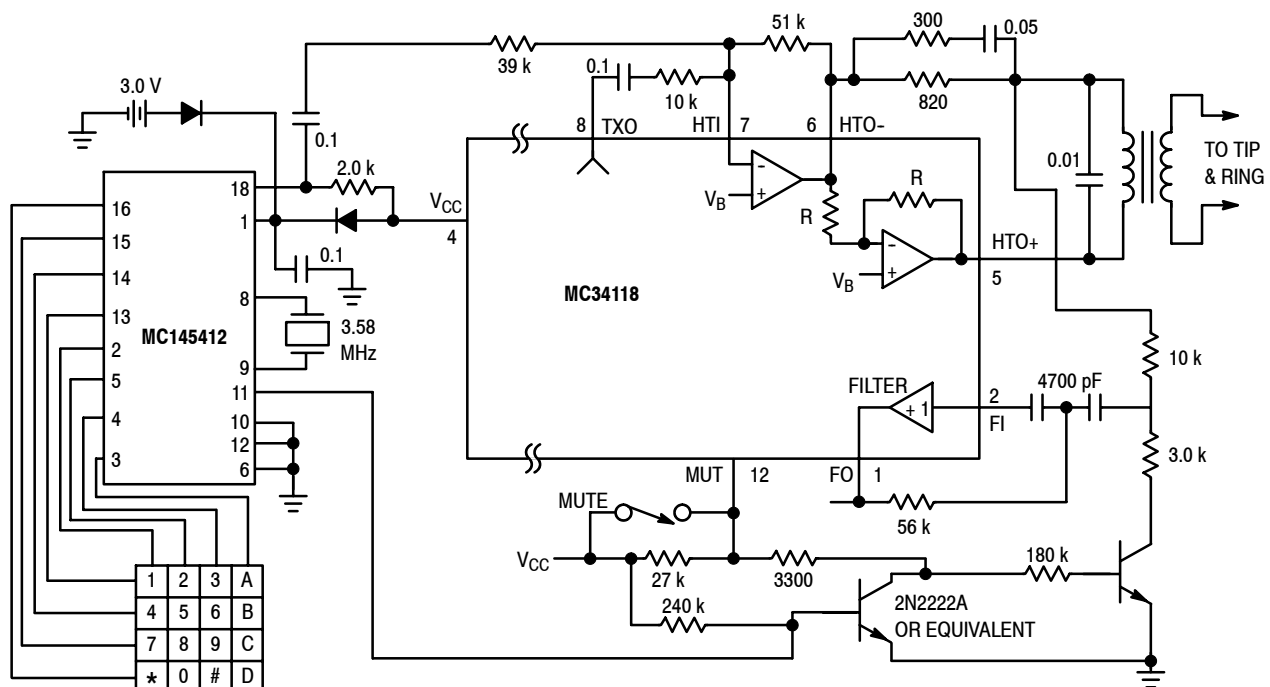 51 k
300
0.05
39 k
0.1
10 k
820
3.0 V
0.1
8 TXO
HTI 7
6 HTO–
0.01
TO TIP
& RING
2.0 k
18
16
1
VCC
4
VB
R
R
HTO+
5
VB
15
14
0.1
8
13
MC145412
3.58
MHz
MC34118
2
9
5
11
10 k
FILTER
4700 pF
+ 1
2
FI
4
10
12
3
6
3.0 k
MUT
12
FO
1
MUTE
56 k
VCC
27 k
3300
180 k
240 k
2N2222A
OR EQUIVALENT
1 2 3 A
4 5 6 B
7 8 9 C
* 0 # D